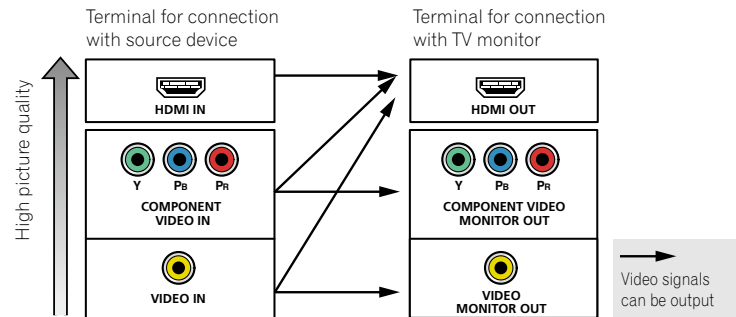 Terminal for connection
with source device
Terminal for connection
with TV monitor
High picture quality
HDMI IN
HDMI OUT
Y PB PR
COMPONENT
VIDEO IN
Y PB PR
COMPONENT VIDEO
MONITOR OUT
VIDEO IN
VIDEO
MONITOR OUT
Video signals
can be output